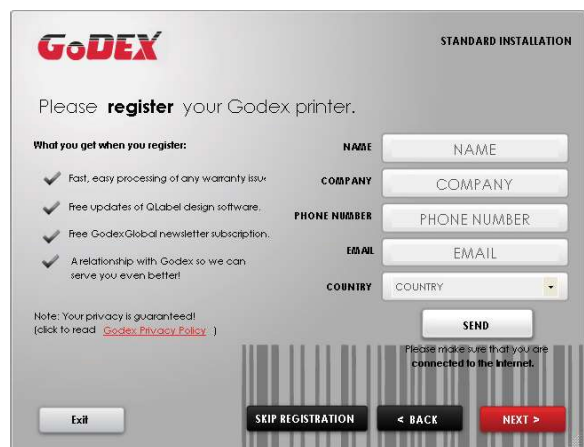 GoDEX
STANDARD INSTALLATION
Please register your Godex printer.
What you get when you register:
Fast, easy processing of any warranty issu
Free updates of QLabel design software.
Free GodexGlobal newsletter subscription.
A relationship with Godex so we can
serve you even better!
Note: Your privacy is guaranteed!
(click to read Godex Privacy Policy )
NAME NAME
COMPANY COMPANY
PHONE NUMBER PHONE NUMBER
EMAIL EMAIL
COUNTRY COUNTRY
SEND
Please make sure that you are
connected to the Internet.
Exit
SKIP REGISTRATION
< BACK
NEXT >